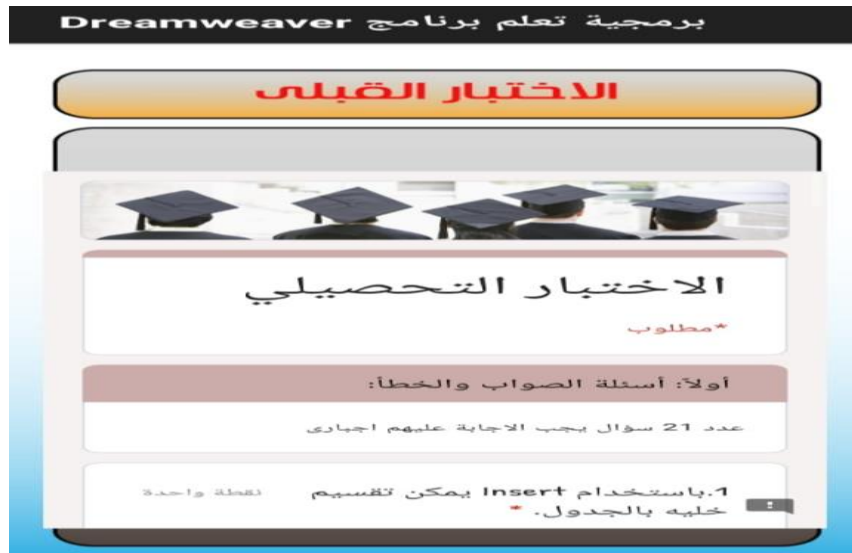 برمجية تعلم برنامج Dreamweaver
الاختبار القبلى
الاختبار التحصيلي
*مطلوب
أولاً: أسئلة الصواب والخطأ:
عدد 21 سؤال يجب الاجابة عليهم اجبارى
1.باستخدام Insert يمكن تقسيم خليه بالجدول. *
نقطة واحدة